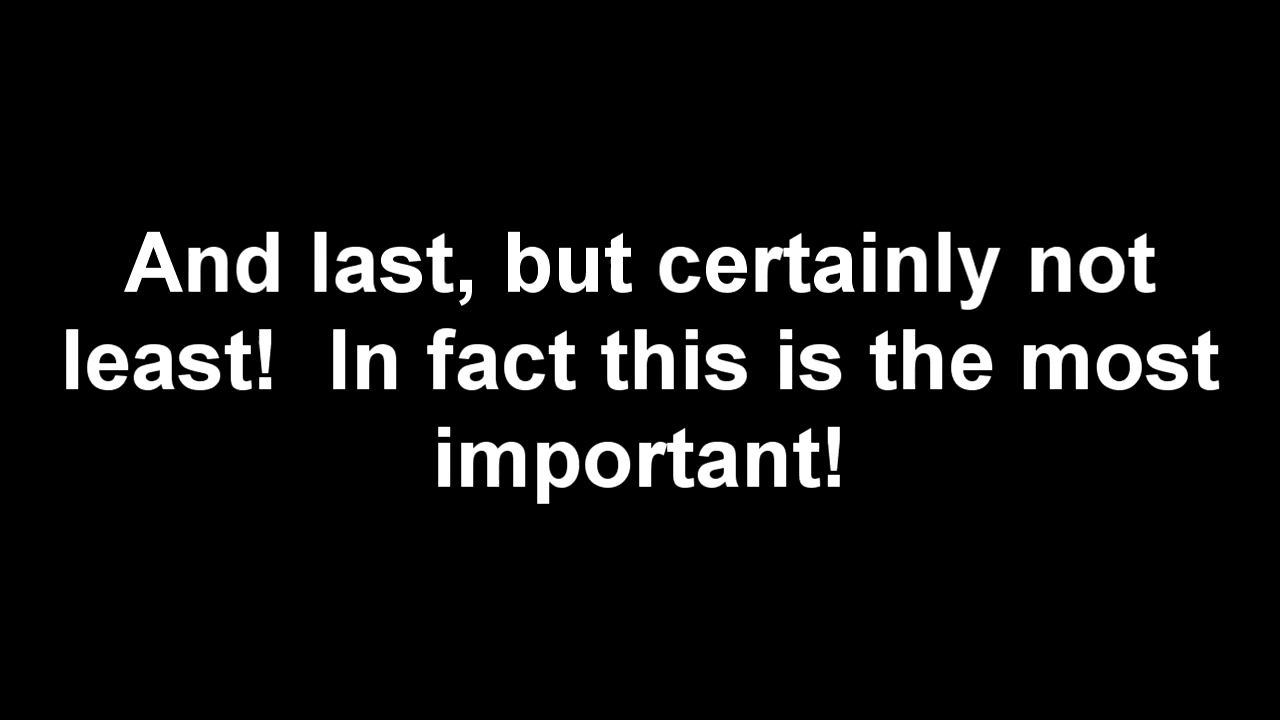 And last, but certainly not
least!  In fact this is the most
important!